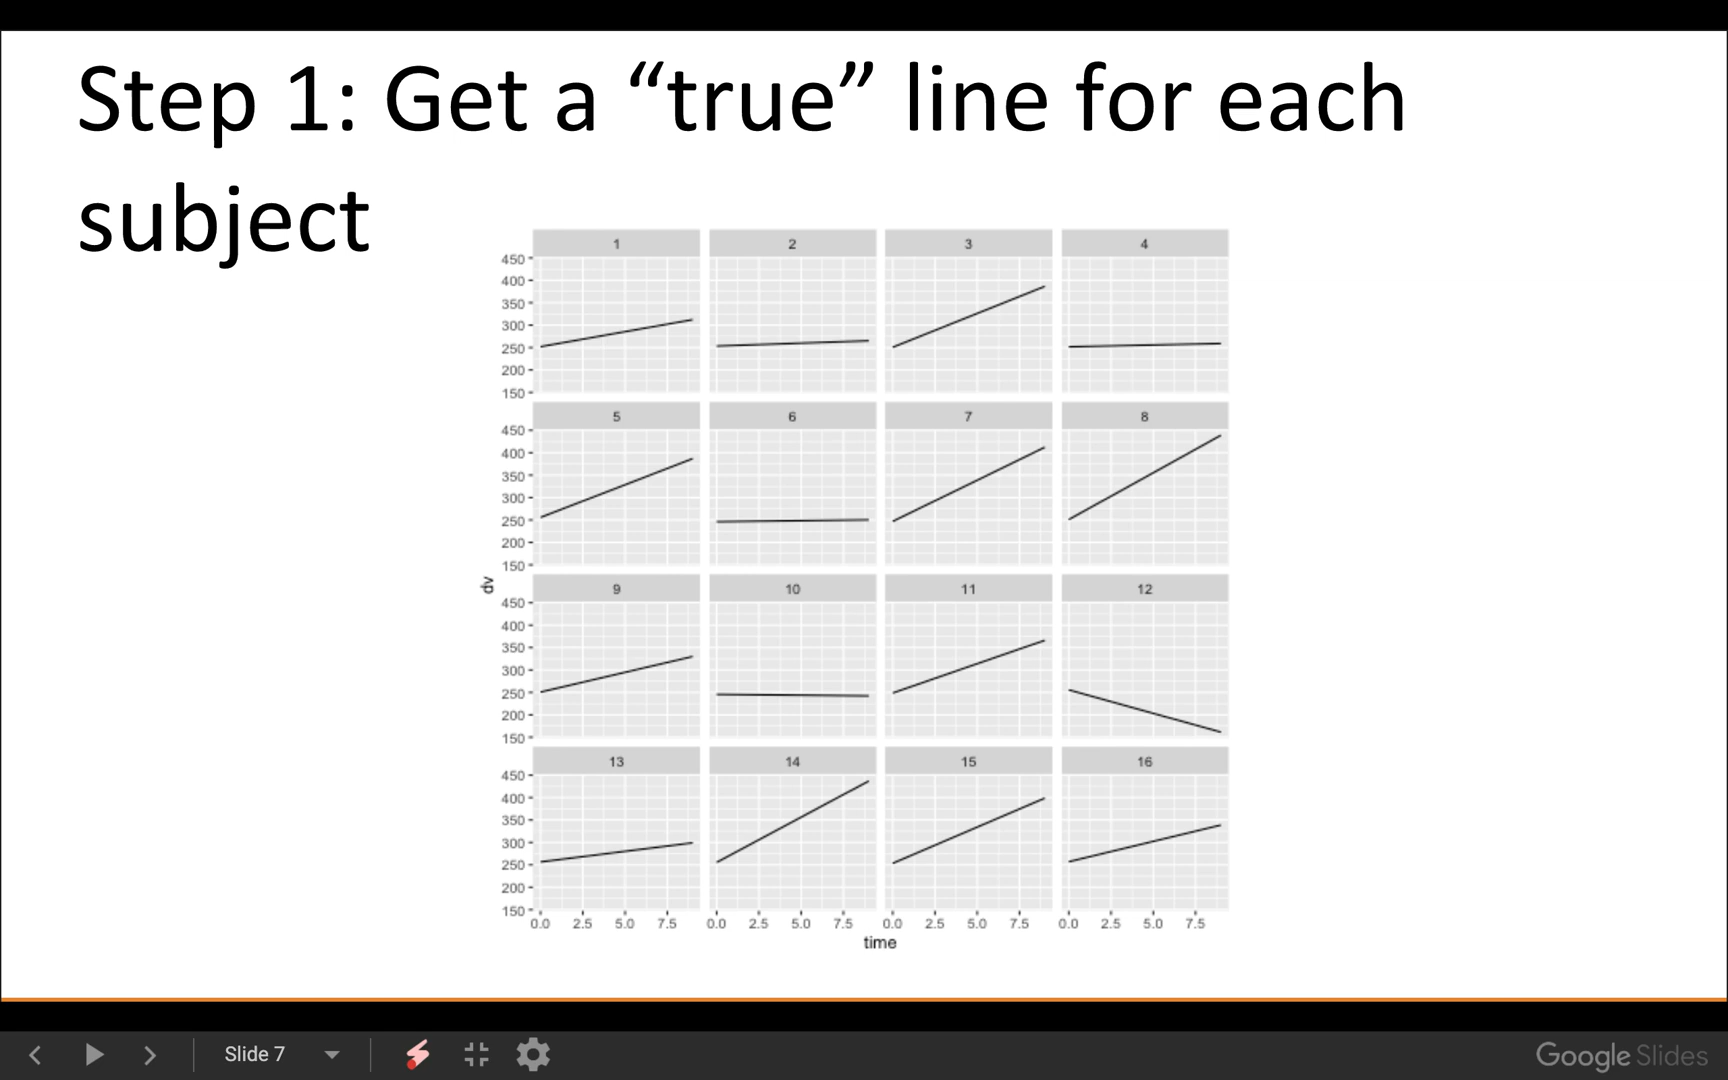 Step 1: Get a “true” line for each
subject
1 2 3 4
450
400
350
300
250
200
150
5 6 7 8
450
400
350
300
250
200
150
dv
9 10 11 12
450
400
350
300
250
200
150
13 14 15 16
450
400
350
300
250
200
150
0.0 2.5 5.0 7.5 0.0 2.5 5.0 7.5 0.0 2.5 5.0 7.5 0.0 2.5 5.0 7.5
time
Slide 7
Google Slides